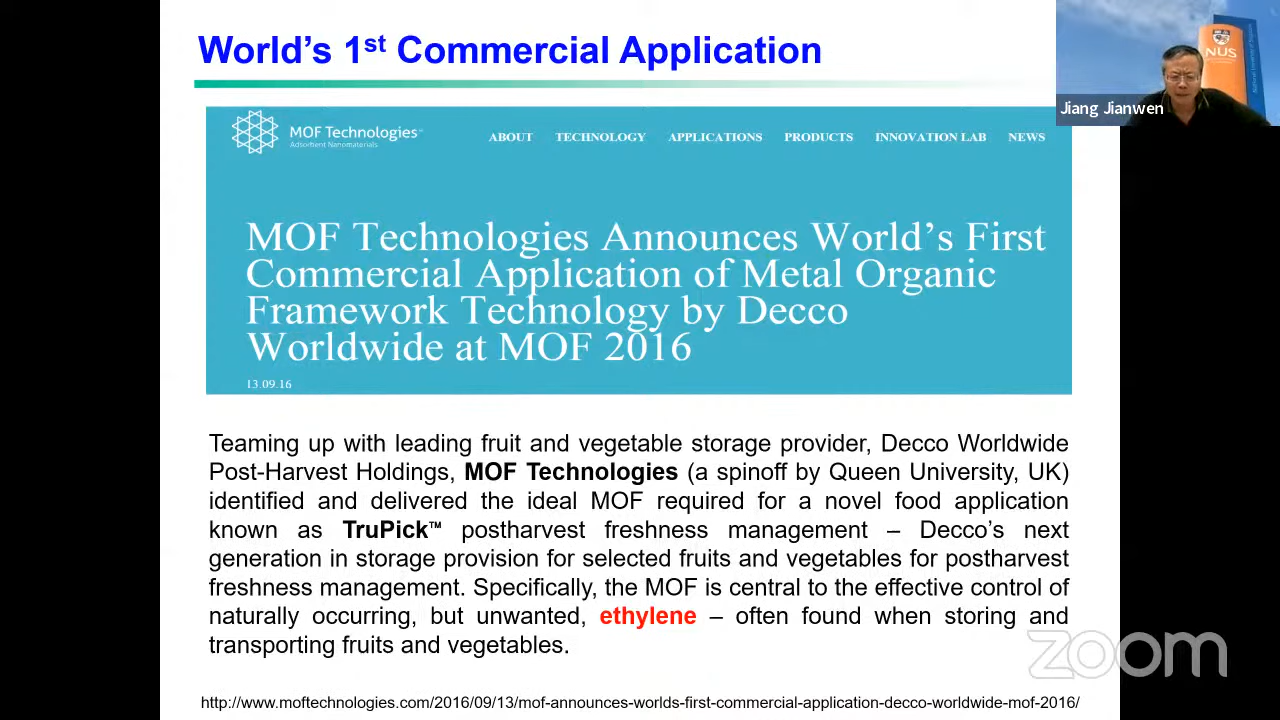 World's 1st Commercial Application
NUS
Jiang Jianwen
MOF Technologies™
Adsorbent Nanomaterials
ABOUT TECHNOLOGY APPLICATIONS PRODUCTS INNOVATION LAB NEWS
MOF Technologies Announces World's First
Commercial Application of Metal Organic
Framework Technology by Decco
Worldwide at MOF 2016
13.09.16
Teaming up with leading fruit and vegetable storage provider, Decco Worldwide
Post-Harvest Holdings, MOF Technologies (a spinoff by Queen University, UK)
identified and delivered the ideal MOF required for a novel food application
known as TruPick™ postharvest freshness management – Decco's next
generation in storage provision for selected fruits and vegetables for postharvest
freshness management. Specifically, the MOF is central to the effective control of
naturally occurring, but unwanted, ethylene – often found when storing and
transporting fruits and vegetables.
zoom
http://www.moftechnologies.com/2016/09/13/mof-announces-worlds-first-commercial-application-decco-worldwide-mof-2016/